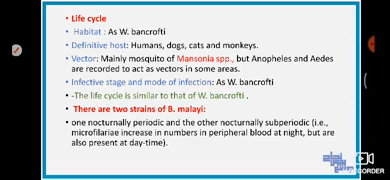 • Life cycle
• Habitat : As W. bancrofti
• Definitive host: Humans, dogs, cats and monkeys.
• Vector: Mainly mosquito of Mansonia spp., but Anopheles and Aedes
are recorded to act as vectors in some areas.
• Infective stage and mode of infection: As W. bancrofti
• -The life cycle is similar to that of W. bancrofti .
• There are two strains of B. malayi:
• one nocturnally periodic and the other nocturnally subperiodic (i.e.,
microfilariae increase in numbers in peripheral blood at night, but are
also present at day-time).